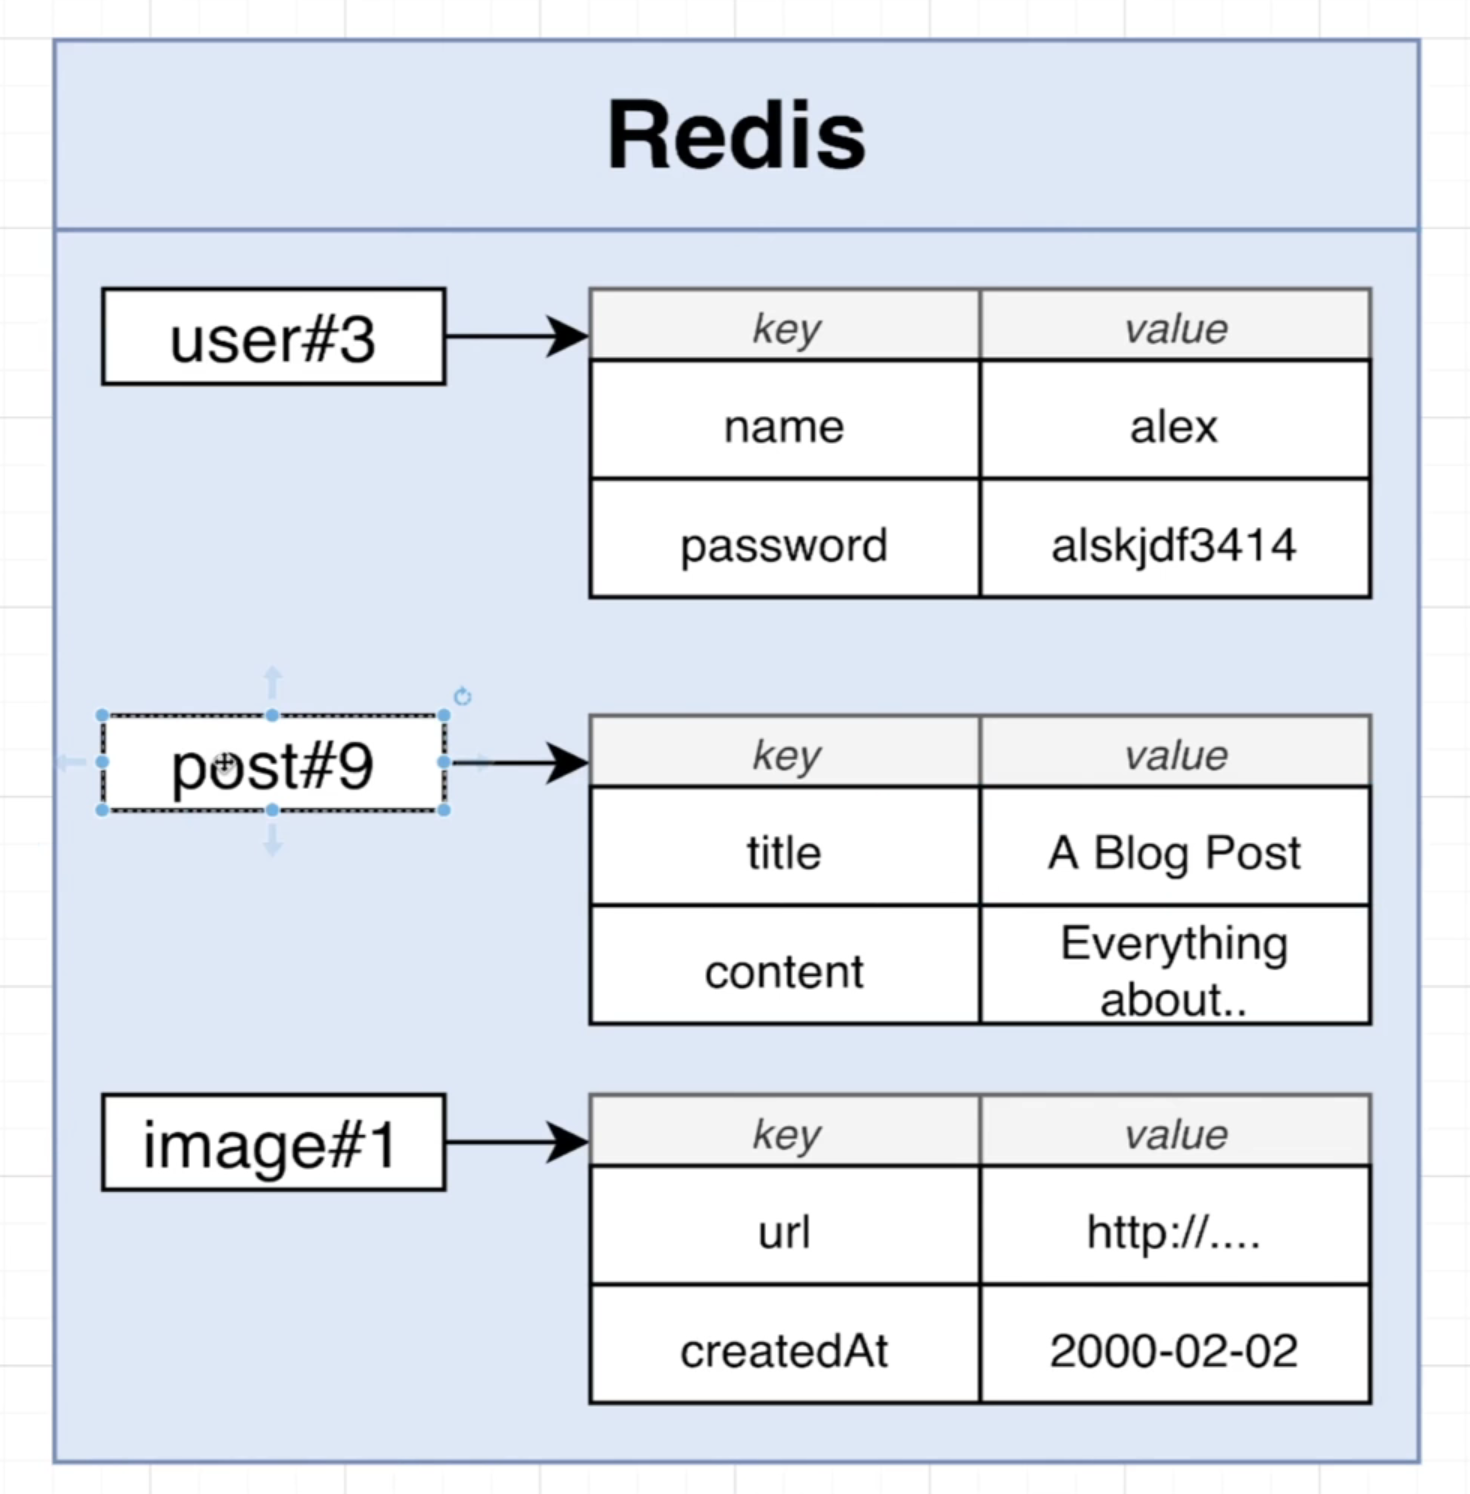 Redis
user#3
key value
name alex
password alskjdf3414
post#9
key value
title A Blog Post
content Everything
about..
image#1
key value
url http://....
createdAt 2000-02-02